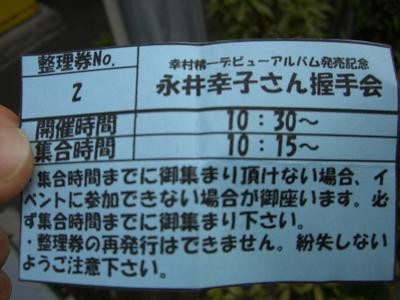 整理券No.
2
幸村精一デビューアルバム発売記念
永井幸子さん握手会
開催時間 10：30～
集合時間 10：15～
・集合時間までに御集まり頂けない場合、イ
ベントに参加できない場合が御座います。必
ず集合時間までに御集まり下さい。
・整理券の再発行はできません。紛失しない
ようご注意下さい。